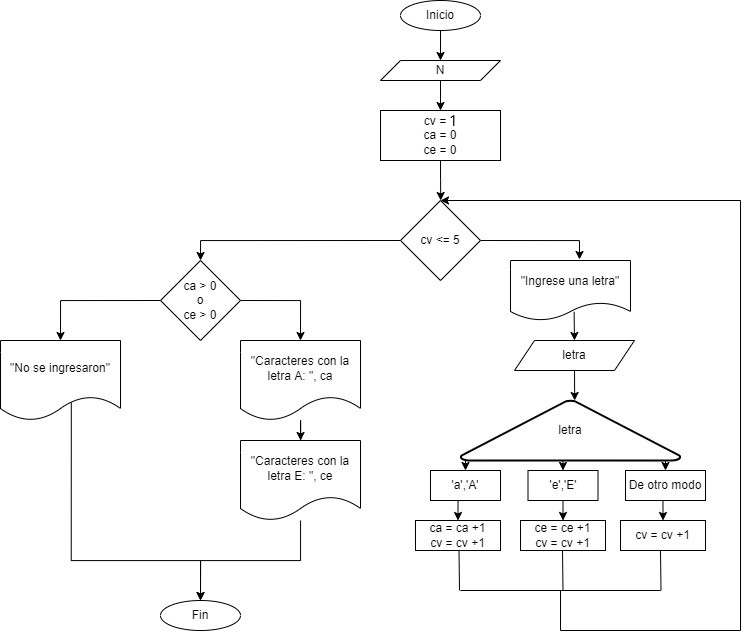 Inicio
N
cv = 1
ca = 0
ce = 0
cv <= 5
ca > 0
o
ce > 0
"No se ingresaron"
"Caracteres con la
letra A: ", ca
"Caracteres con la
letra E: ", ce
Fin
"Ingrese una letra"
letra
letra
'a','A'
'e','E'
De otro modo
ca = ca +1
cv = cv +1
ce = ce +1
cv = cv +1
cv = cv +1